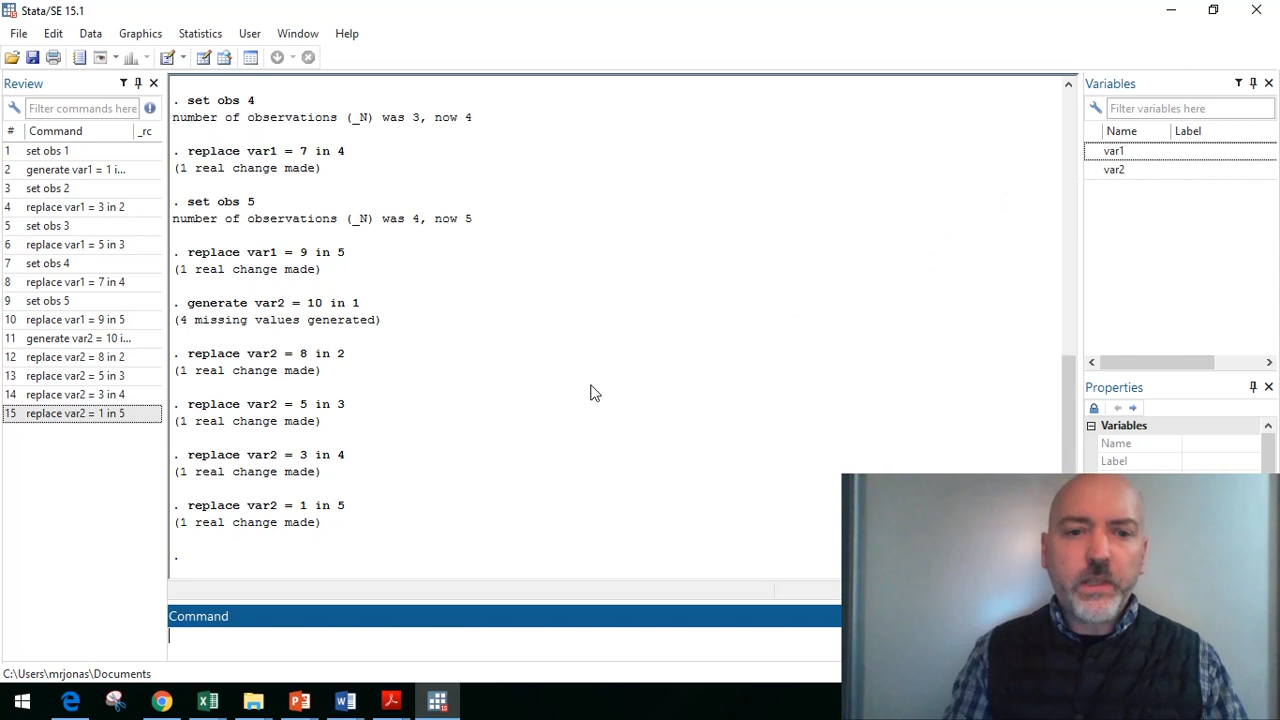 Stata/SE 15.1
File Edit Data Graphics Statistics User Window Help
Review
Filter commands here
# Command _rc
1 set obs 1
2 generate var1 = 1 i...
3 set obs 2
4 replace var1 = 3 in 2
5 set obs 3
6 replace var1 = 5 in 3
7 set obs 4
8 replace var1 = 7 in 4
9 set obs 5
10 replace var1 = 9 in 5
11 generate var2 = 10 i...
12 replace var2 = 8 in 2
13 replace var2 = 5 in 3
14 replace var2 = 3 in 4
15 replace var2 = 1 in 5
. set obs 4
number of observations (_N) was 3, now 4
. replace var1 = 7 in 4
(1 real change made)
. set obs 5
number of observations (_N) was 4, now 5
. replace var1 = 9 in 5
(1 real change made)
. generate var2 = 10 in 1
(4 missing values generated)
. replace var2 = 8 in 2
(1 real change made)
. replace var2 = 5 in 3
(1 real change made)
. replace var2 = 3 in 4
(1 real change made)
. replace var2 = 1 in 5
(1 real change made)
.
Command
Variables
Filter variables here
Name Label
var1
var2
Properties
Variables
Name
Label
C:\Users\mrjonas\Documents